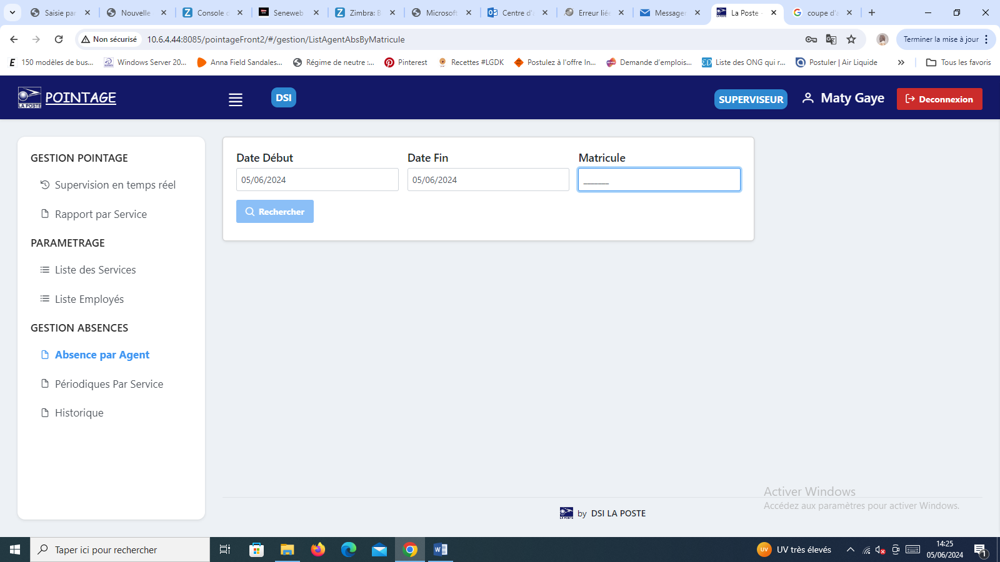 Saisie par
Nouvelle
Console d
Seneweb
Zimbra: B
Microsoft
Centre d'a
Erreur liée
Message
La Poste -
coupe d'a
Non sécurisé
10.6.4.44:8085/pointageFront2/#/gestion/ListAgentAbsByMatricule
Terminer la mise à jour
150 modèles de bus...
Windows Server 20...
Anna Field Sandales...
Régime de neutre :...
Pinterest
Recettes #LGDK
Postulez à l'offre In...
Demande d'emplois...
Liste des ONG qui r...
Postuler | Air Liquide
Tous les favoris
LA POSTE
POINTAGE
DSI
SUPERVISEUR
Maty Gaye
Deconnexion
GESTION POINTAGE
Supervision en temps réel
Rapport par Service
PARAMETRAGE
Liste des Services
Liste Employés
GESTION ABSENCES
Absence par Agent
Périodiques Par Service
Historique
Date Début
Date Fin
Matricule
05/06/2024
05/06/2024
______
Rechercher
Activer Windows
Accédez aux paramètres pour activer Windows.
by DSI LA POSTE
Taper ici pour rechercher
UV
UV très élevés
14:25
05/06/2024
1